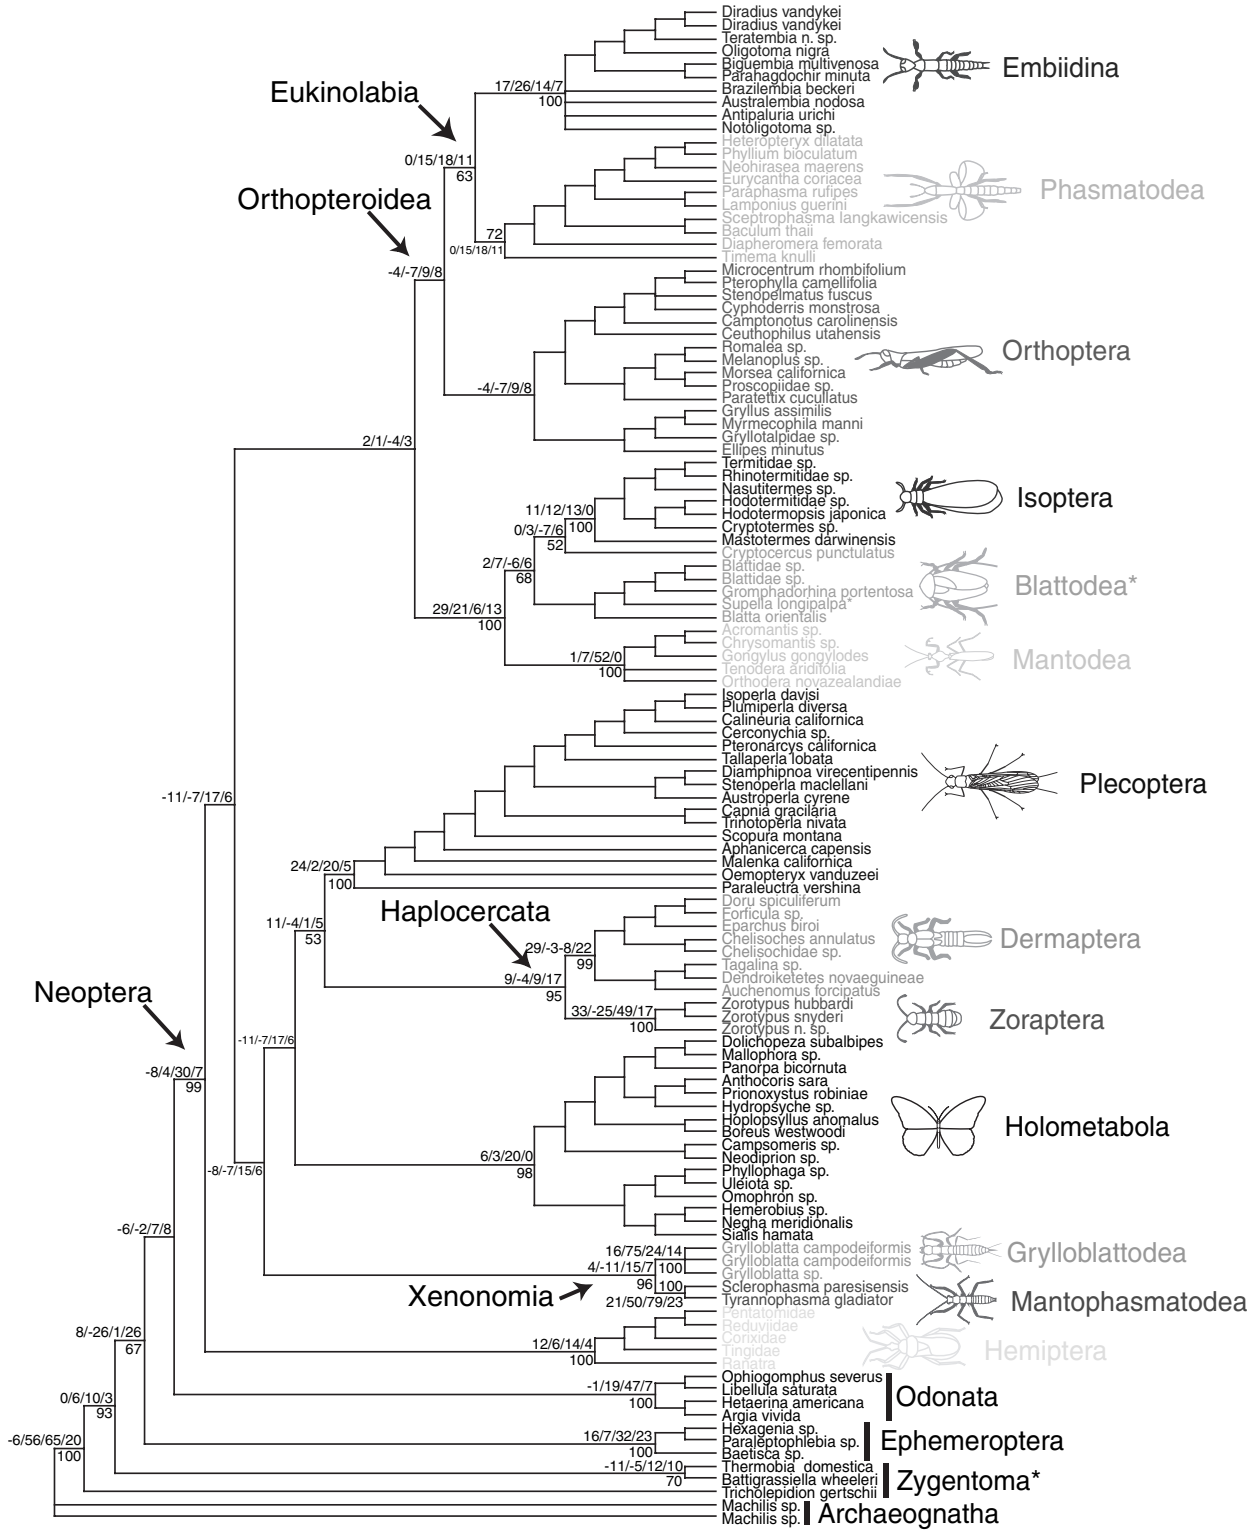 Diradius vandykei
Diradius vandykei
Teratembia n. sp.
Oligotoma nigra
Biguembia multivenosa
Parahagdochir minuta
Embiidina
Eukinolabia
17/26/14/7
100
Brazilembia beckeri
Australembia nodosa
Antipaluria urichi
Notoligotoma sp.
Heteropteryx dilatata
Phyllium bioculatum
0/15/18/11
63
Neohirasea maerens
Eurycantha coriacea
Paraphasma rufipes
Lamponius guerini
Phasmatodea
Orthopteroidea
Sceptrophasma langkawicensis
Baculum thaii
72
0/15/18/11
Diapheromera femorata
Timema knulli
-4/-7/9/8
Microcentrum rhombifolium
Pterophylla camellifolia
Stenopelmatus fuscus
Cyphoderris monstrosa
Camptonotus carolinensis
Ceuthophilus utahensis
Romalea sp.
Melanoplus sp.
Orthoptera
Morsea californica
Proscopiidae sp.
-4/-7/9/8
Paratettix cucullatus
Gryllus assimilis
Myrmecophila manni
Gryllotalpidae sp.
2/1/-4/3
Ellipes minutus
Termitidae sp.
Rhinotermitidae sp.
Nasutitermes sp.
Isoptera
Hodotermitidae sp.
11/12/13/0
100
Hodotermopsis japonica
Cryptotermes sp.
0/3/-7/6
52
Mastotermes darwinensis
Cryptocercus punctulatus
2/7/-6/6
68
Blattidae sp.
Blattidae sp.
Gromphadorhina portentosa
Blattodea*
29/21/6/13
100
Supella longipalpa*
Blatta orientalis
Acromantis sp.
Chrysomantis sp.
1/7/52/0
100
Gongylus gongylodes
Tenodera aridifolia
Orthodera novazealandiae
Mantodea
Isoperla davisi
Plumiperla diversa
Calineuria californica
Cerconychia sp.
Pteronarcys californica
Tallaperla lobata
Diamphipnoa virecentipennis
Stenoperla maclellani
Austroperla cyrene
Plecoptera
-11/-7/17/6
Capnia gracilaria
Trinotoperla nivata
Scopura montana
Aphanicerca capensis
24/2/20/5
100
Malenka californica
Oemopteryx vanduzeei
Paraleuctra vershina
Haplocercata
11/-4/1/5
53
Doru spiculiferum
Forficula sp.
Eparchus biroi
Chelisoches annulatus
Dermaptera
29/-3-8/22
99
Chelisochidae sp.
Tagalina sp.
9/-4/9/17
95
Dendroiketetes novaeguineae
Auchenomus forcipatus
Neoptera
33/-25/49/17
100
Zorotypus hubbardi
Zorotypus snyderi
Zorotypus n. sp.
Zoraptera
-11/-7/17/6
Dolichopeza subalbipes
Mallophora sp.
Panorpa bicornuta
-8/4/30/7
99
Anthocoris sara
Prionoxystus robiniae
Hydropsyche sp.
Hoplopsyllus anomalus
Boreus westwoodi
Holometabola
Campsomeris sp.
Neodiprion sp.
6/3/20/0
98
-8/-7/15/6
Phyllophaga sp.
Uleiota sp.
Omophron sp.
Hemerobius sp.
Negha meridionalis
Sialis hamata
-6/-2/7/8
16/75/24/14
100
Grylloblatta campodeiformis
Grylloblatta campodeiformis
Grylloblatta sp.
Grylloblattodea
4/-11/15/7
96
Xenonomia
100
21/50/79/23
Sclerophasma paresisensis
Tyrannophasma gladiator
Mantophasmatodea
Pentatomidae
Reduviidae
Corixidae
Tingidae
Ranatra
Hemiptera
12/6/14/4
100
8/-26/1/26
67
-1/19/47/7
100
Ophiogomphus severus
Libellula saturata
Hetaerina americana
Argia vivida
Odonata
0/6/10/3
93
16/7/32/23
100
Hexagenia sp.
Paraleptophlebia sp.
Baetisca sp.
Ephemeroptera
-6/56/65/20
100
-11/-5/12/10
70
Thermobia domestica
Battigrassiella wheeleri
Tricholepidion gertschii
Zygentoma*
Machilis sp.
Machilis sp.
Archaeognatha